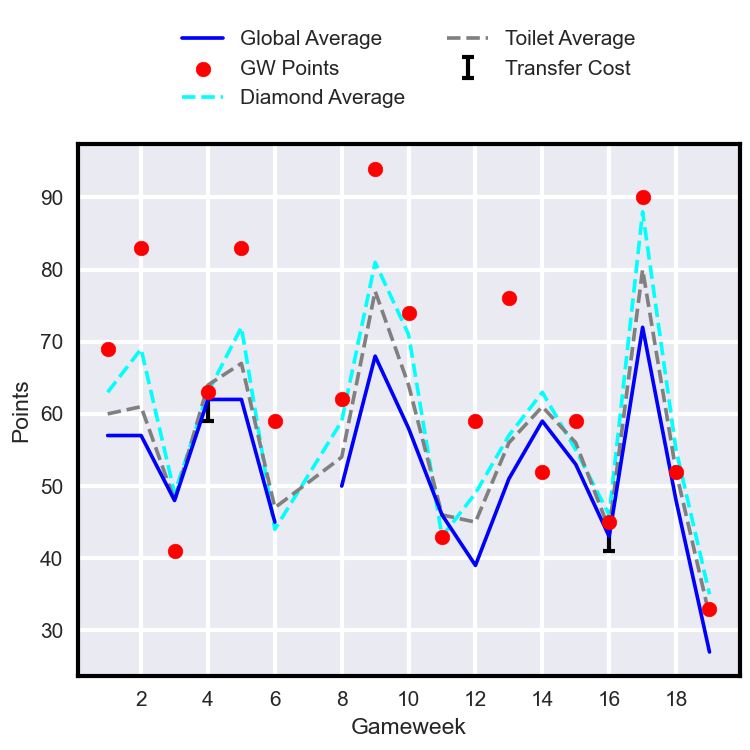 Global Average
GW Points
Diamond Average
Toilet Average
Transfer Cost
Points
90
80
70
60
50
40
30
2 4 6 8 10 12 14 16 18
Gameweek